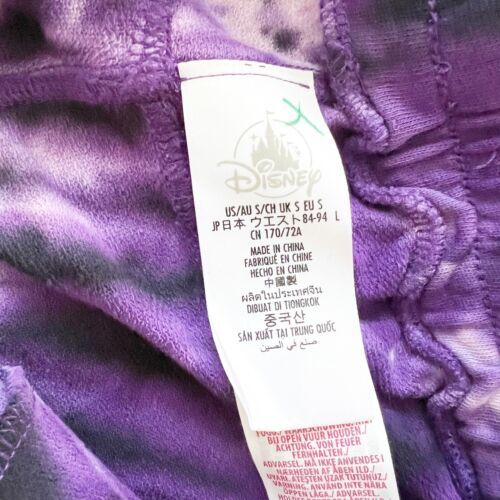 Disney
US/AU S/CH UK S EU S
JP日本 ウエスト84-94 L
CN 170/72A
MADE IN CHINA
FABRIQUÉ EN CHINE
HECHO EN CHINA
中國製
ผลิตในประเทศจีน
DIBUAT DI TIONGKOK
중국산
SẢN XUẤT TẠI TRUNG QUỐC
صنع في الصين
BIJ OPEN VUUR HOUDEN./
ACHTUNG: VON FEUER
FERNHALTEN./
ADVARSEL: MÅ IKKE ANVENDES I
NÆRHEDEN AF ÅBEN ILD./
ATESTEN UZAK TUTUNUZ/